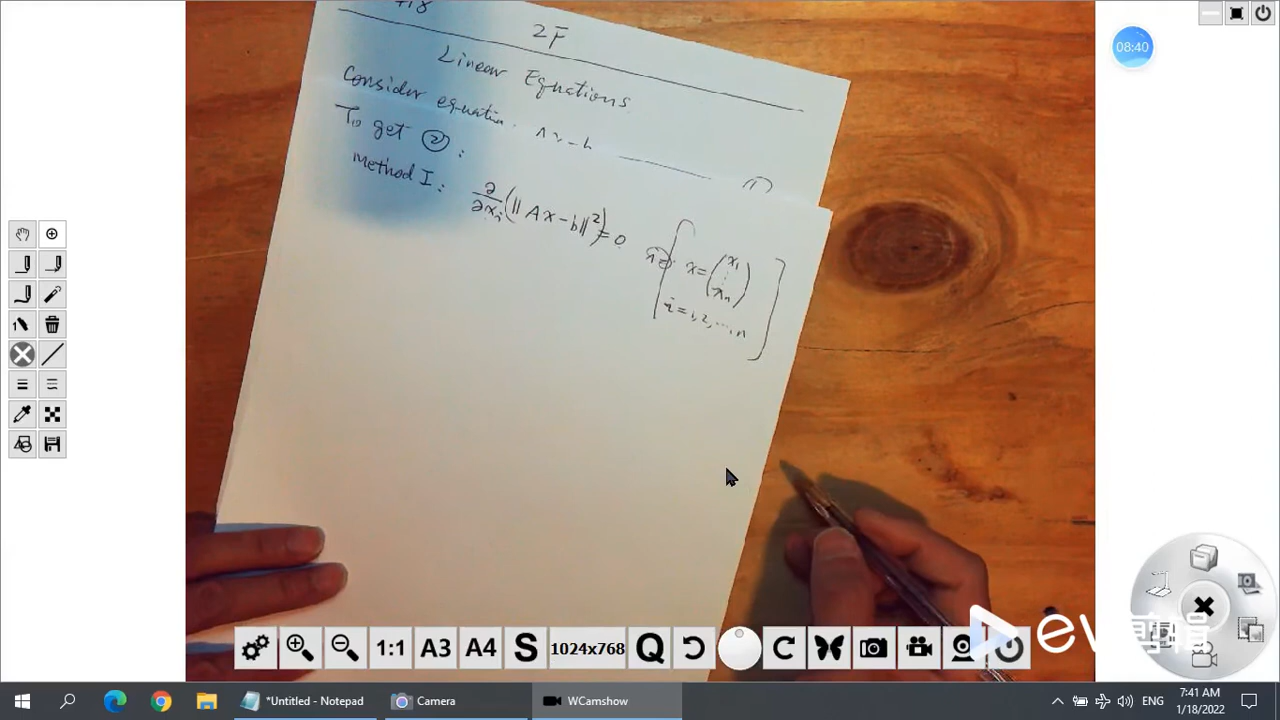 2F
Linear Equations
Consider equation
To get ②:
Method I: ∂/∂xᵢ (‖Ax-b‖²) = 0
x = (x₁ ⋮ xₙ)
i = 1, 2, ..., n
08:40
1:1
A3
A4
S
1024x768
Q
*Untitled - Notepad
Camera
WCamshow
ENG
7:41 AM
1/18/2022